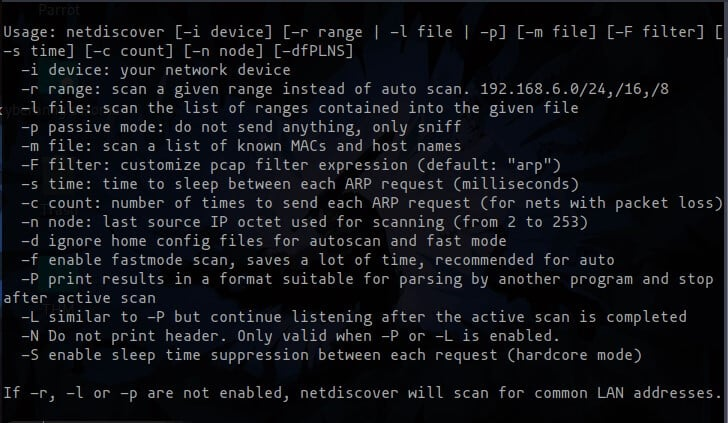 Parrot
Usage: netdiscover [-i device] [-r range | -l file | -p] [-m file] [-F filter] [
-s time] [-c count] [-n node] [-dfPLNS]
-i device: your network device
-r range: scan a given range instead of auto scan. 192.168.6.0/24,/16,/8
-l file: scan the list of ranges contained into the given file
-p passive mode: do not send anything, only sniff
-m file: scan a list of known MACs and host names
-F filter: customize pcap filter expression (default: "arp")
-s time: time to sleep between each ARP request (milliseconds)
-c count: number of times to send each ARP request (for nets with packet loss)
-n node: last source IP octet used for scanning (from 2 to 253)
-d ignore home config files for autoscan and fast mode
-f enable fastmode scan, saves a lot of time, recommended for auto
-P print results in a format suitable for parsing by another program and stop
after active scan
-L similar to -P but continue listening after the active scan is completed
-N Do not print header. Only valid when -P or -L is enabled.
-S enable sleep time suppression between each request (hardcore mode)
If -r, -l or -p are not enabled, netdiscover will scan for common LAN addresses.